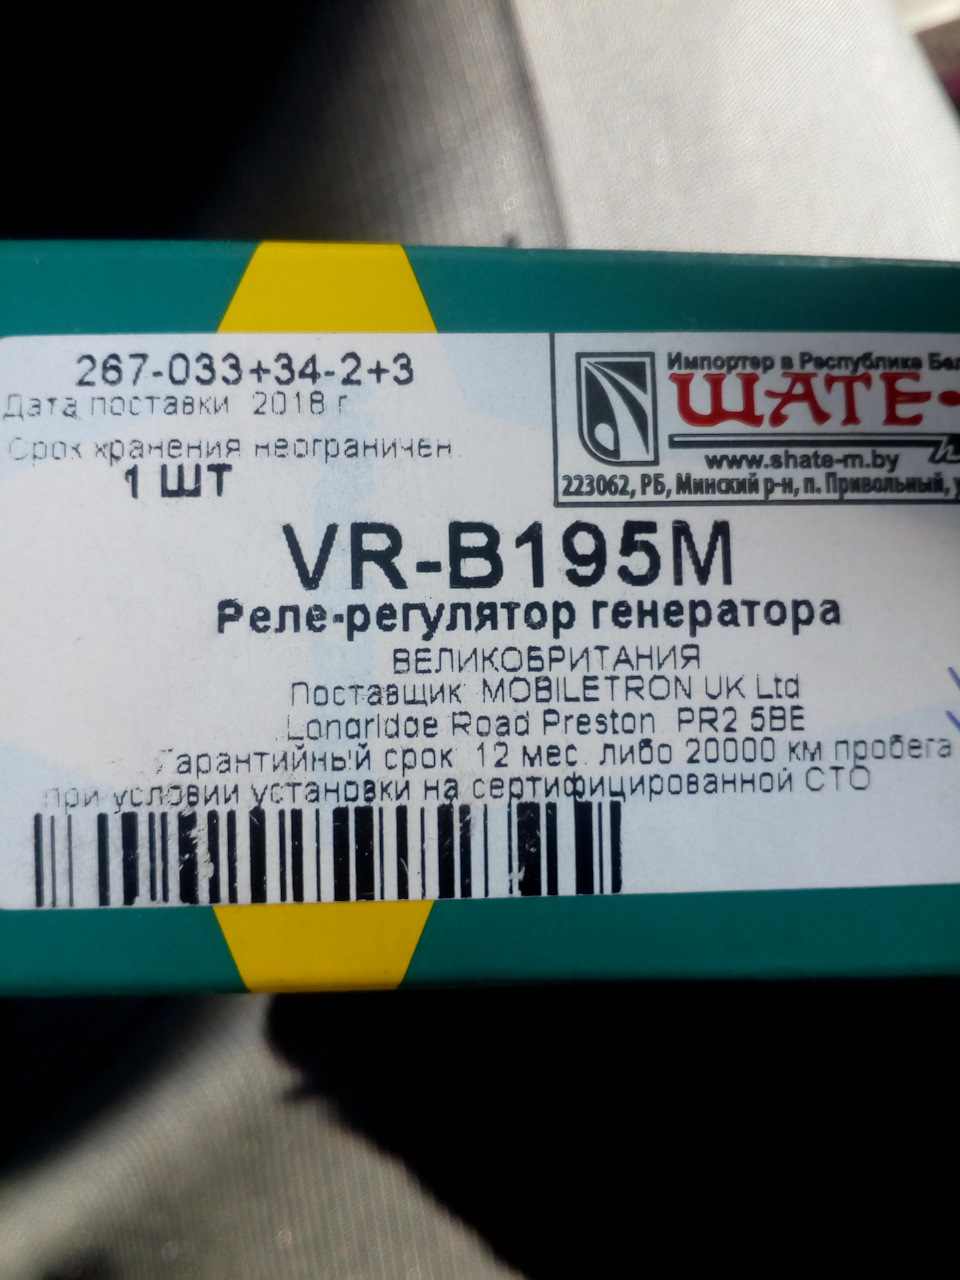 267-033+34-2+3
Дата поставки 2018 г
Срок хранения неограничен.
1 ШТ
Импортер в Республике
ШАТЕ-
www.shate-m.by
223062, РБ, Минский р-н, п. Привольный,
VR-B195M
Реле-регулятор генератора
ВЕЛИКОБРИТАНИЯ
Поставщик MOBILETRON UK Ltd
Longridge Road Preston PR2 5BE
Гарантийный срок 12 мес. либо 20000 км пробега
при условии установки на сертифицированной СТО